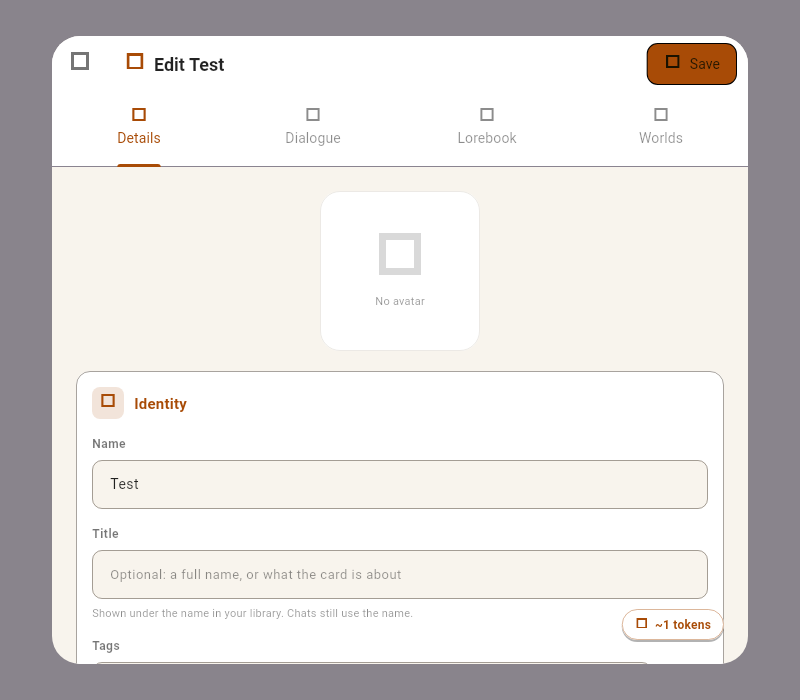 Edit Test
Save
Details
Dialogue
Lorebook
Worlds
No avatar
Identity
Name
Test
Title
Optional: a full name, or what the card is about
Shown under the name in your library. Chats still use the name.
~1 tokens
Tags